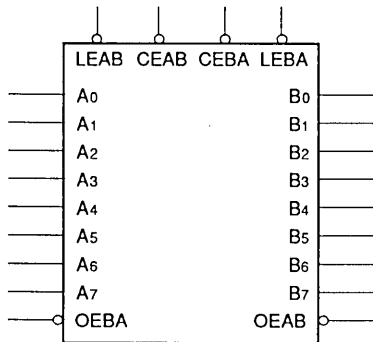 LEAB CEAB CEBA LEBA
A0 B0
A1 B1
A2 B2
A3 B3
A4 B4
A5 B5
A6 B6
A7 B7
OEBA OEAB